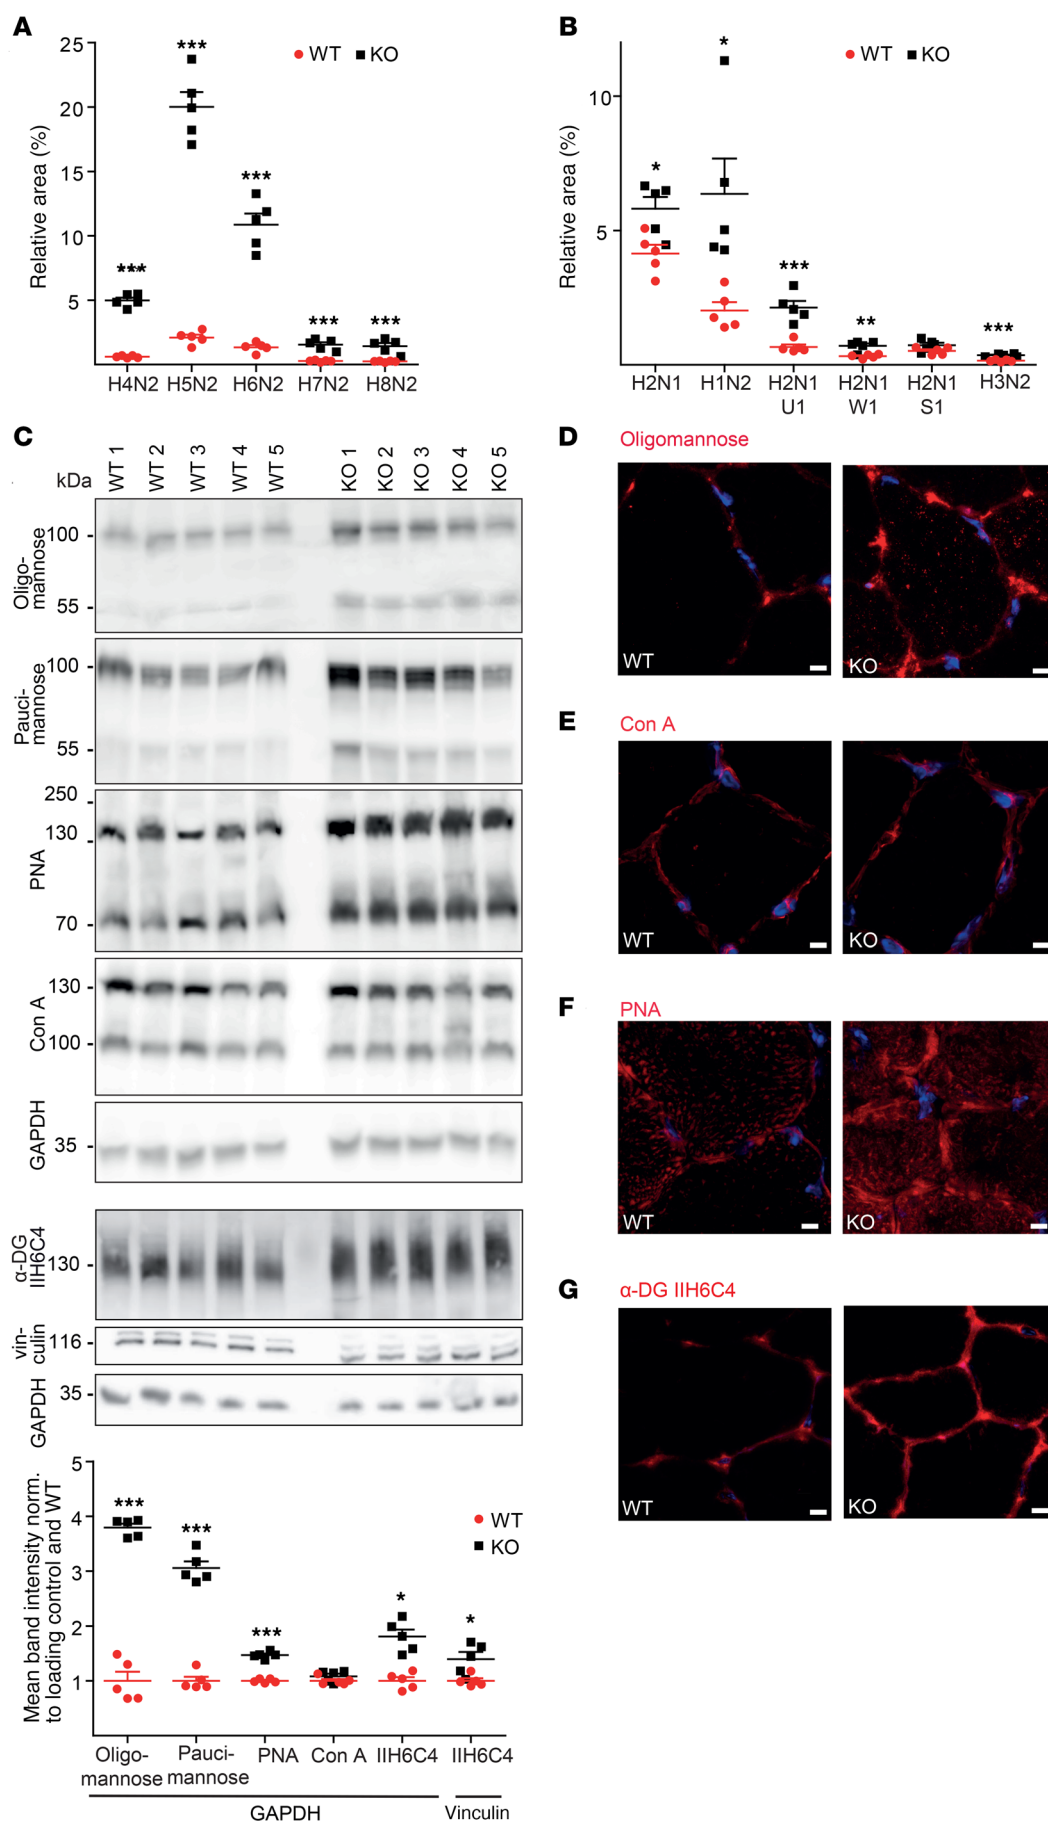 A
25
20
15
10
5
Relative area (%)
WT KO
***
***
***
***
***
H4N2 H5N2 H6N2 H7N2 H8N2
B
10
5
Relative area (%)
WT KO
*
*
***
**
***
H2N1 H1N2 H2N1 H2N1 H2N1 H3N2
U1 W1 S1
C
kDa
WT 1 WT 2 WT 3 WT 4 WT 5 KO 1 KO 2 KO 3 KO 4 KO 5
Oligo-
mannose
100 -
55 -
Pauci-
mannose
100 -
55 -
PNA
250 -
130 -
70 -
Con A
130 -
100 -
GAPDH
35 -
α-DG
IIH6C4
130 -
vin-
culin
116 -
GAPDH
35 -
Mean band intensity norm.
to loading control and WT
5
4
3
2
1
WT
KO
***
***
***
*
*
Oligo-
mannose
Pauci-
mannose
PNA Con A IIH6C4 IIH6C4
GAPDH Vinculin
D
Oligomannose
WT KO
E
Con A
WT KO
F
PNA
WT KO
G
α-DG IIH6C4
WT KO